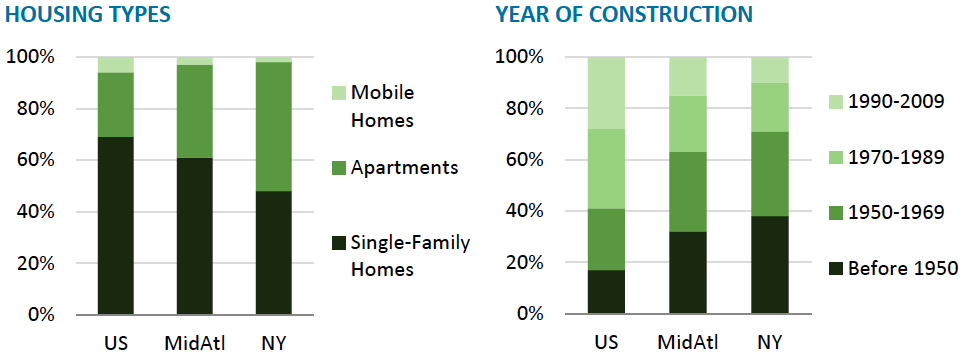 HOUSING TYPES
100%
80%
60%
40%
20%
0%
US MidAtl NY
Mobile
Homes
Apartments
Single-Family
Homes
YEAR OF CONSTRUCTION
100%
80%
60%
40%
20%
0%
US MidAtl NY
1990-2009
1970-1989
1950-1969
Before 1950